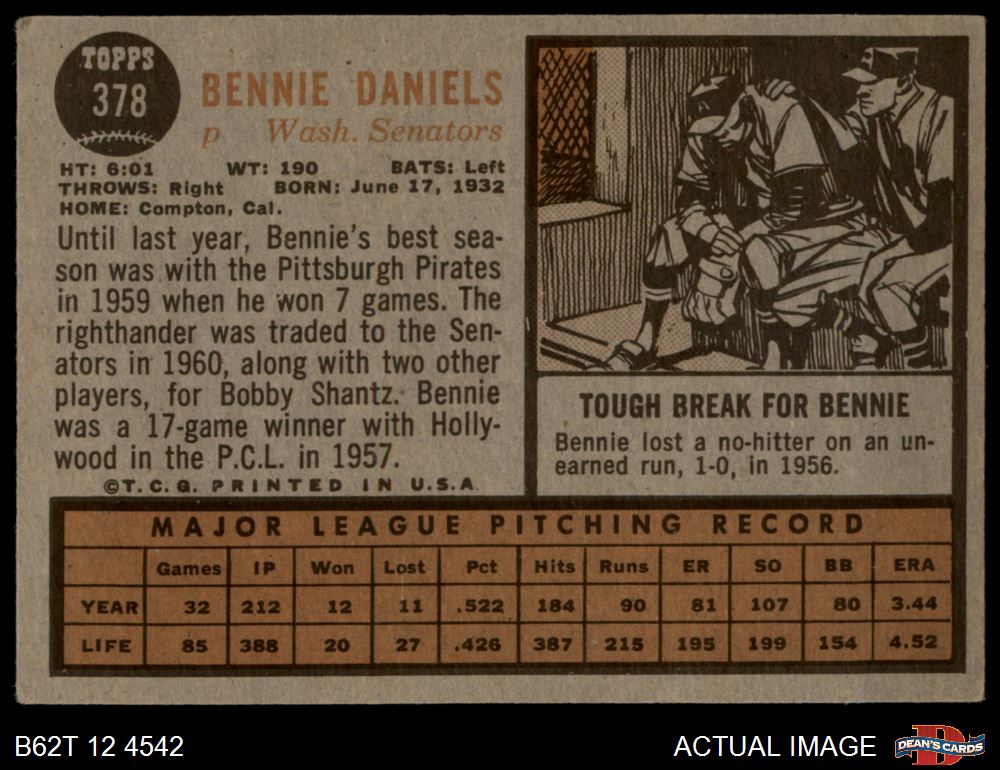 TOPPS
378
BENNIE DANIELS
p Wash. Senators
HT: 6:01 WT: 190 BATS: Left
THROWS: Right BORN: June 17, 1932
HOME: Compton, Cal.
Until last year, Bennie's best sea-
son was with the Pittsburgh Pirates
in 1959 when he won 7 games. The
righthander was traded to the Sen-
ators in 1960, along with two other
players, for Bobby Shantz. Bennie
was a 17-game winner with Holly-
wood in the P.C.L. in 1957.
©T.C.G. PRINTED IN U.S.A.
TOUGH BREAK FOR BENNIE
Bennie lost a no-hitter on an un-
earned run, 1-0, in 1956.
MAJOR LEAGUE PITCHING RECORD
Games IP Won Lost Pct Hits Runs ER SO BB ERA
YEAR 32 212 12 11 .522 184 90 81 107 80 3.44
LIFE 85 388 20 27 .426 387 215 195 199 154 4.52
B62T 12 4542
ACTUAL IMAGE
D
DEAN'S CARDS